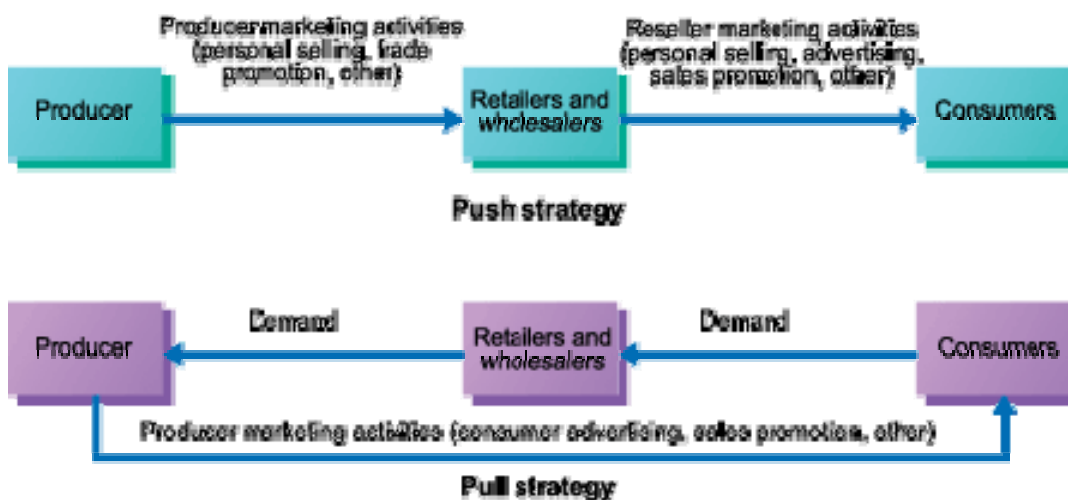 Producer marketing activities
(personal selling, trade
promotion, other)
Reseller marketing activities
(personal selling, advertising,
sales promotion, other)
Producer
Retailers and
wholesalers
Consumers
Push strategy
Demand
Demand
Producer
Retailers and
wholesalers
Consumers
Producer marketing activities (consumer advertising, sales promotion, other)
Pull strategy